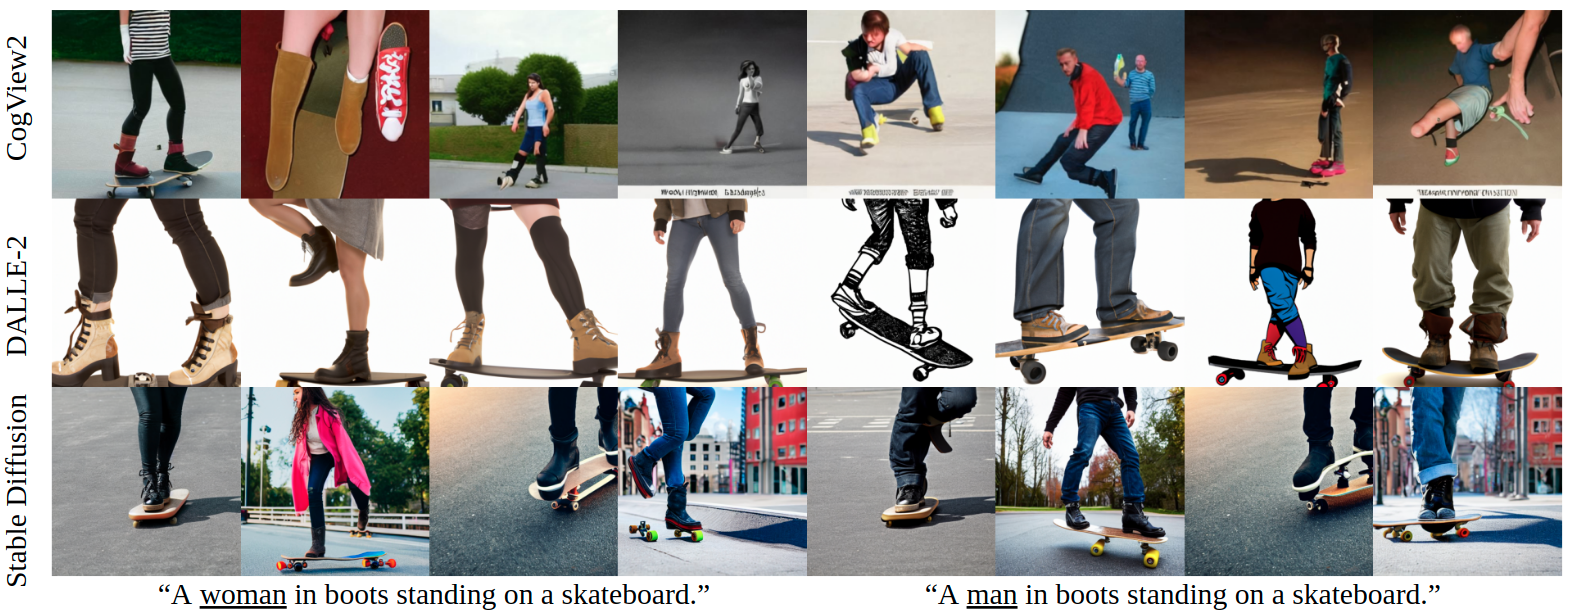 CogView2
DALLE-2
Stable Diffusion
“A woman in boots standing on a skateboard.”
“A man in boots standing on a skateboard.”